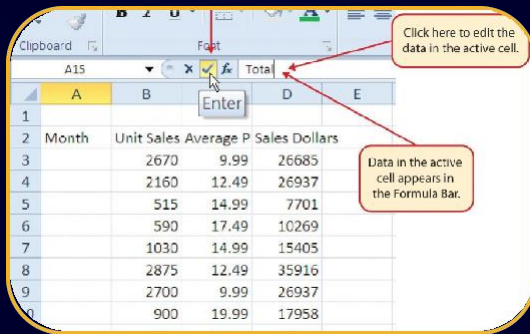 B I U A
Click here to edit the
data in the active cell.
Clipboard Font
A15 fx Total
A B D E
Enter
1
2 Month Unit Sales Average P Sales Dollars
3 2670 9.99 26685
4 2160 12.49 26937
5 515 14.99 7701
6 590 17.49 10269
7 1030 14.99 15405
8 2875 12.49 35916
9 2700 9.99 26937
900 19.99 17958
Data in the active
cell appears in
the Formula Bar.